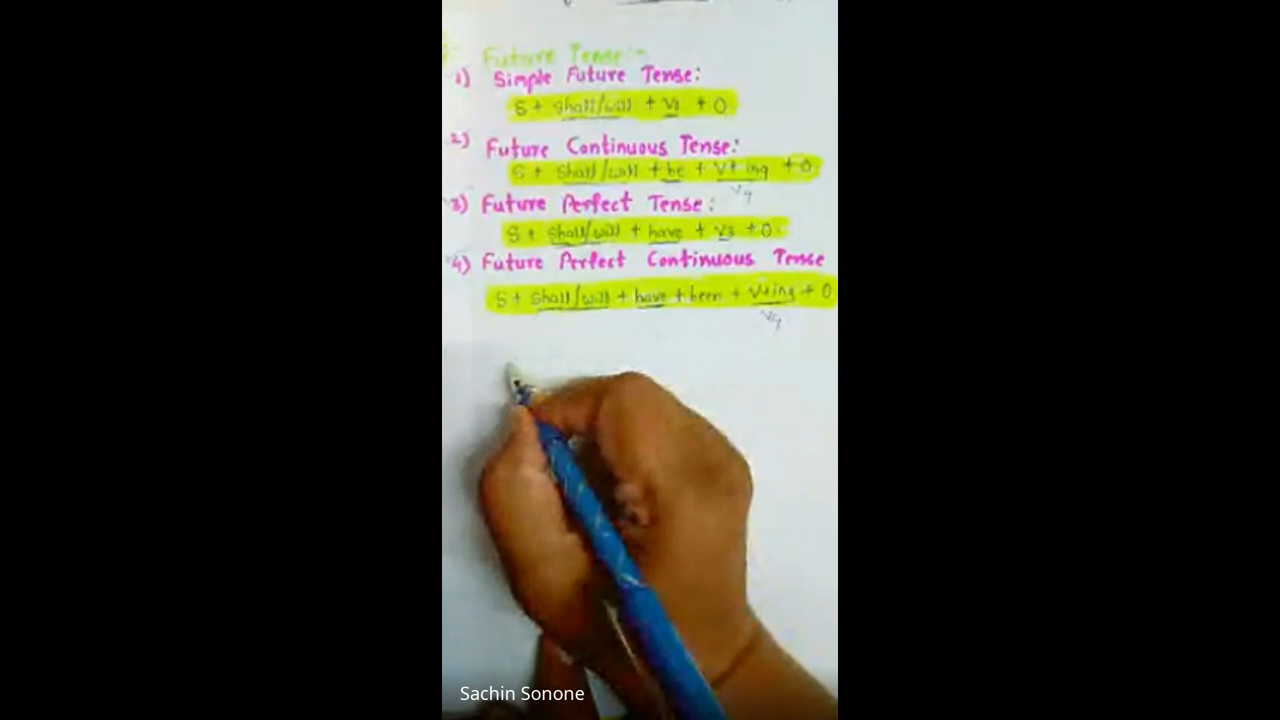 Future Tense:-
1) Simple Future Tense:
S + Shall/will + V1 + O
2) Future Continuous Tense:
S + Shall/will + be + V+ing + O
V4
3) Future Perfect Tense:
S + Shall/will + have + V3 + O
4) Future Perfect Continuous Tense
S + Shall/will + have + been + V+ing + O
V4
Sachin Sonone